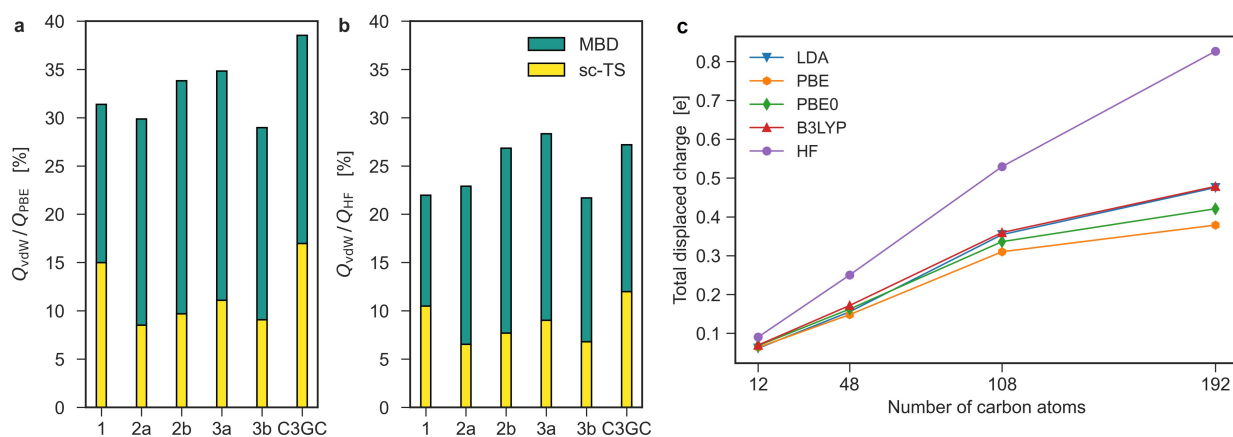 a
40
35
30
25
20
15
10
5
0
Q_vdW / Q_PBE [%]
1 2a 2b 3a 3b C3GC
b
40
35
30
25
20
15
10
5
0
Q_vdW / Q_HF [%]
MBD
sc-TS
1 2a 2b 3a 3b C3GC
c
0.8
0.7
0.6
0.5
0.4
0.3
0.2
0.1
Total displaced charge [e]
LDA
PBE
PBE0
B3LYP
HF
12 48 108 192
Number of carbon atoms